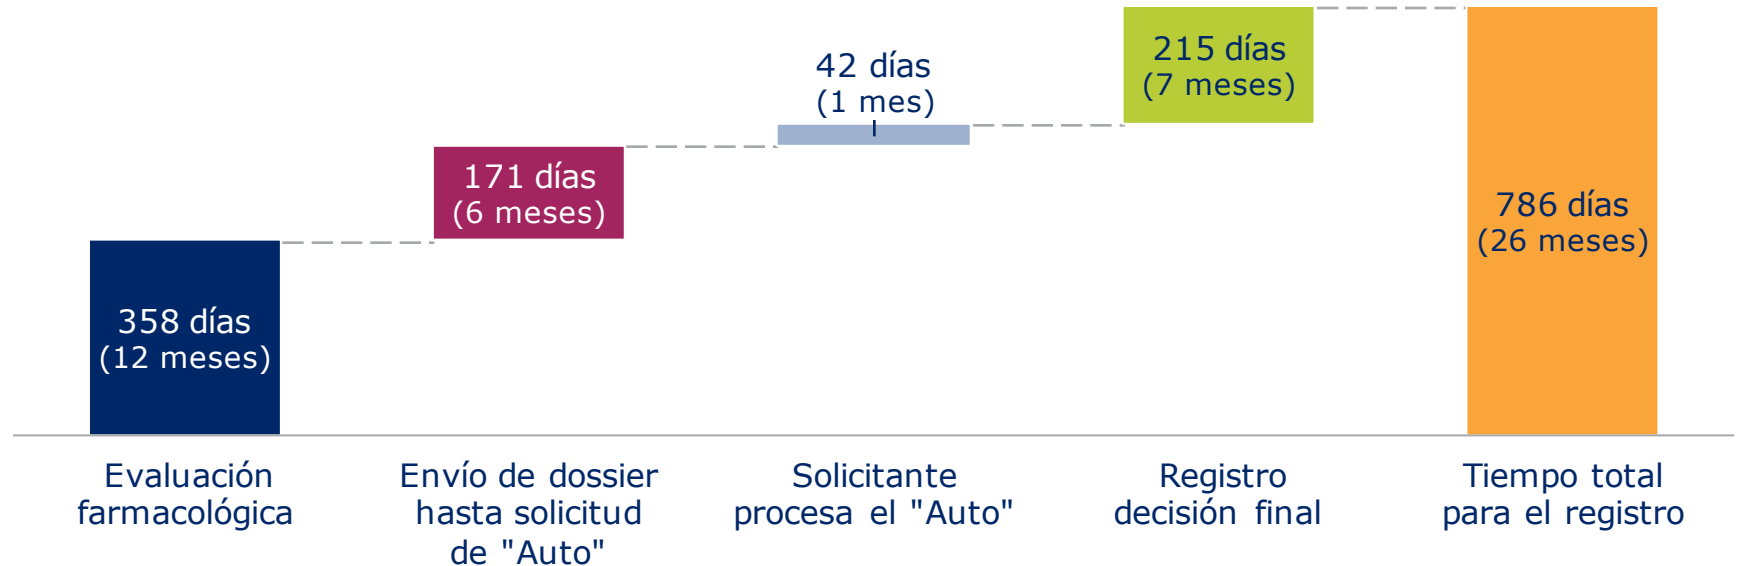 42 días
(1 mes)
215 días
(7 meses)
171 días
(6 meses)
786 días
(26 meses)
358 días
(12 meses)
Evaluación
farmacológica
Envío de dossier
hasta solicitud
de "Auto"
Solicitante
procesa el "Auto"
Registro
decisión final
Tiempo total
para el registro